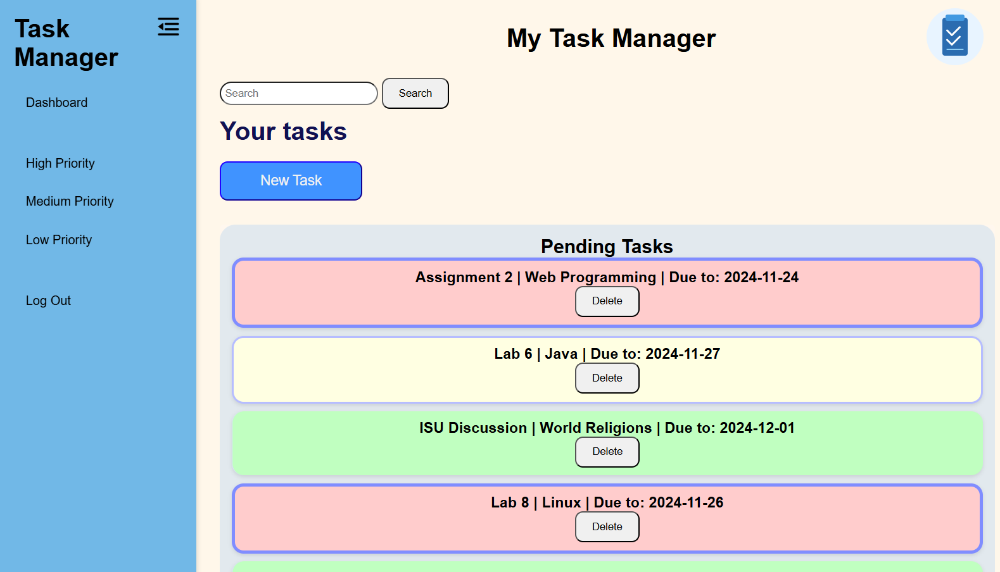 Task
Manager
Dashboard
High Priority
Medium Priority
Low Priority
Log Out
My Task Manager
Search
Search
Your tasks
New Task
Pending Tasks
Assignment 2 | Web Programming | Due to: 2024-11-24
Delete
Lab 6 | Java | Due to: 2024-11-27
Delete
ISU Discussion | World Religions | Due to: 2024-12-01
Delete
Lab 8 | Linux | Due to: 2024-11-26
Delete